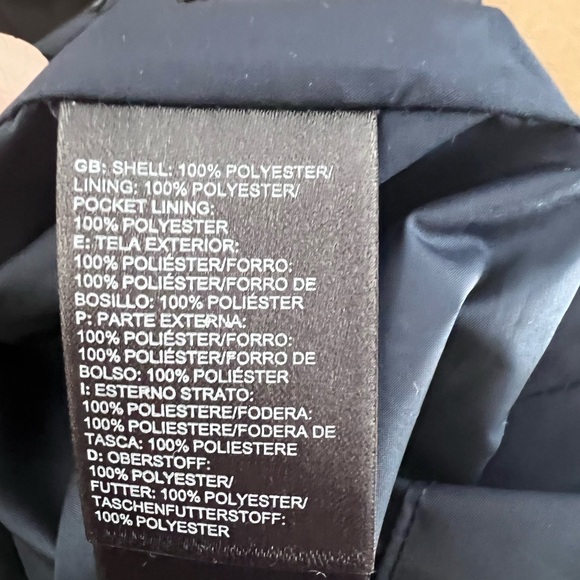 GB: SHELL: 100% POLYESTER/
LINING: 100% POLYESTER/
POCKET LINING:
100% POLYESTER
E: TELA EXTERIOR:
100% POLIÉSTER/FORRO:
100% POLIÉSTER/FORRO DE
BOSILLO: 100% POLIÉSTER
P: PARTE EXTERNA:
100% POLIÉSTER/FORRO:
100% POLIÉSTER/FORRO DE
BOLSO: 100% POLIÉSTER
I: ESTERNO STRATO:
100% POLIESTERE/FODERA:
100% POLIESTERE/FODERA DE
TASCA: 100% POLIESTERE
D: OBERSTOFF:
100% POLYESTER/
FUTTER: 100% POLYESTER/
TASCHENFUTTERSTOFF:
100% POLYESTER